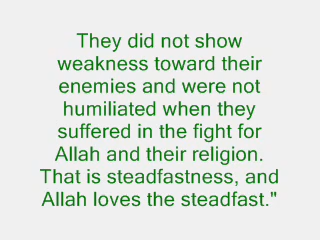 They did not show
weakness toward their
enemies and were not
humiliated when they
suffered in the fight for
Allah and their religion.
That is steadfastness, and
Allah loves the steadfast."